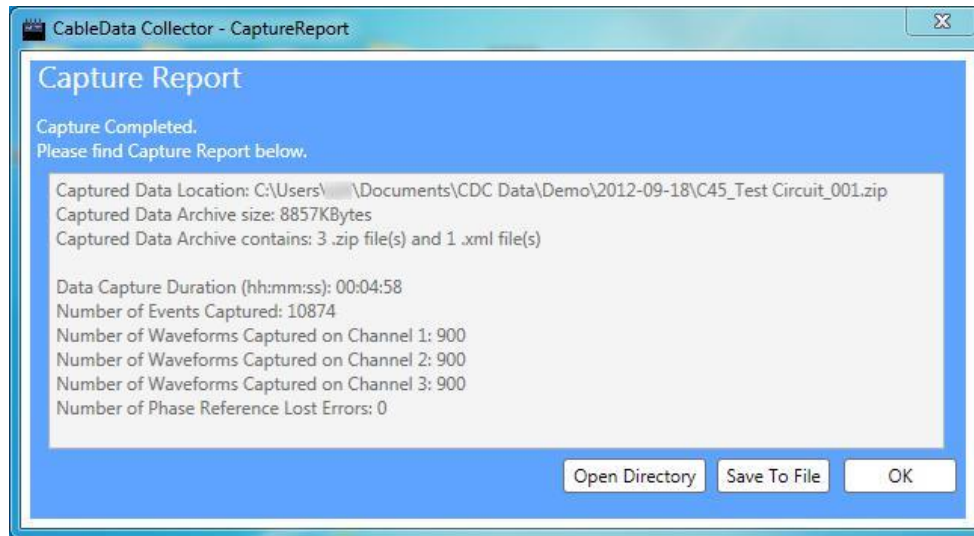 CableData Collector - CaptureReport
Capture Report
Capture Completed.
Please find Capture Report below.
Captured Data Location: C:\Users\ \Documents\CDC Data\Demo\2012-09-18\C45_Test Circuit_001.zip
Captured Data Archive size: 8857KBytes
Captured Data Archive contains: 3 .zip file(s) and 1 .xml file(s)
Data Capture Duration (hh:mm:ss): 00:04:58
Number of Events Captured: 10874
Number of Waveforms Captured on Channel 1: 900
Number of Waveforms Captured on Channel 2: 900
Number of Waveforms Captured on Channel 3: 900
Number of Phase Reference Lost Errors: 0
Open Directory Save To File OK